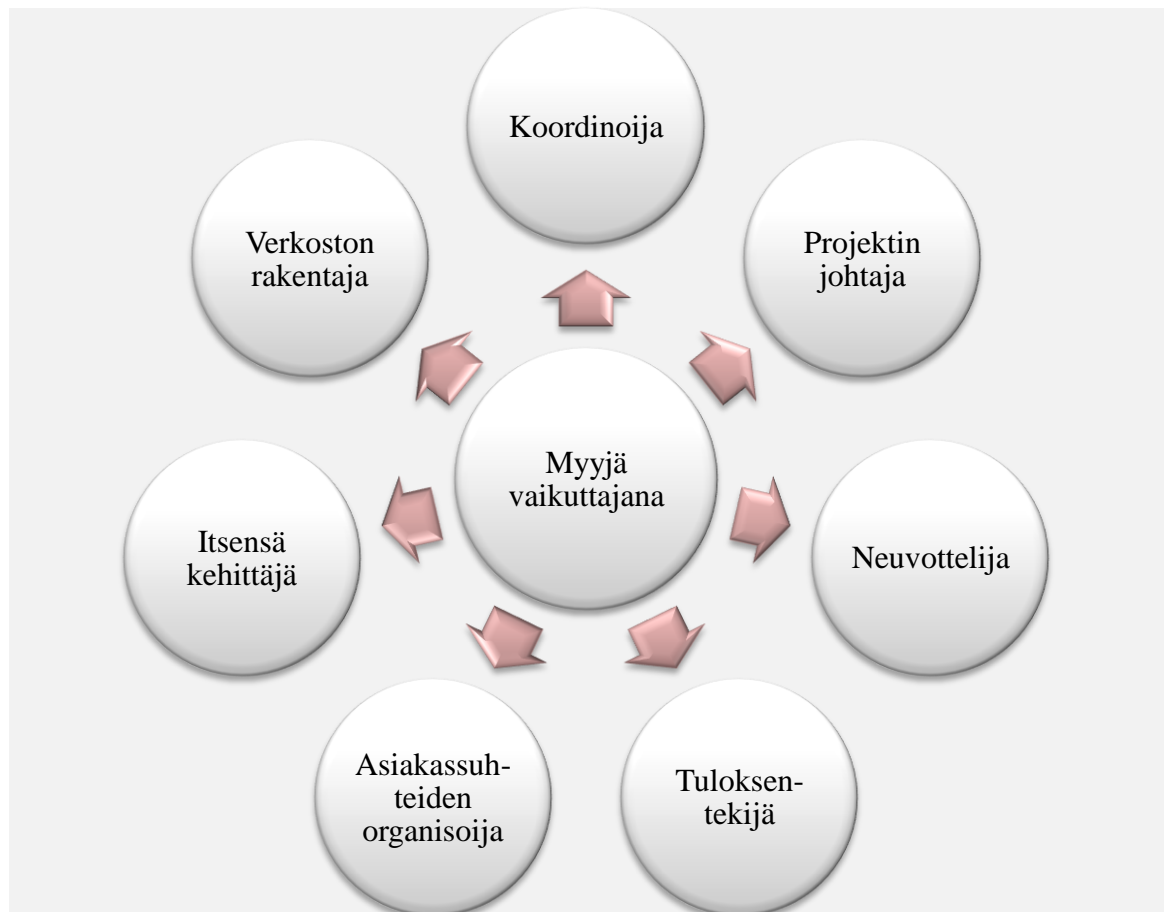 Koordinoija
Projektin
johtaja
Neuvottelija
Tuloksen-
tekijä
Asiakassuh-
teiden
organisoija
Itsensä
kehittäjä
Verkoston
rakentaja
Myyjä
vaikuttajana